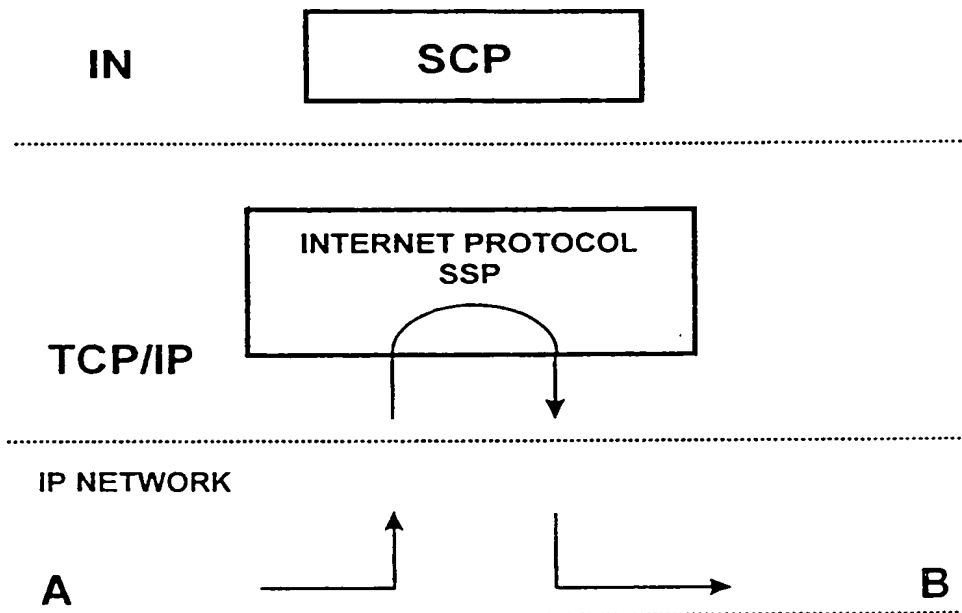 IN
SCP
INTERNET PROTOCOL
SSP
TCP/IP
IP NETWORK
A
B